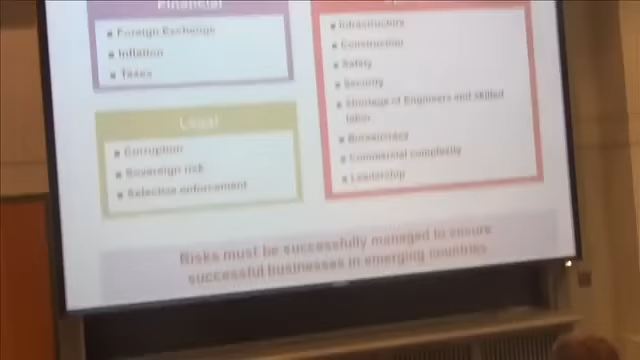 Financial
Foreign Exchange
Inflation
Taxes
Legal
Corruption
Sovereign risk
Selective enforcement
Infrastructure
Construction
Safety
Security
Shortage of Engineers and skilled
labor
Bureaucracy
Commercial complexity
Leadership
Risks must be successfully managed to ensure
successful businesses in emerging countries